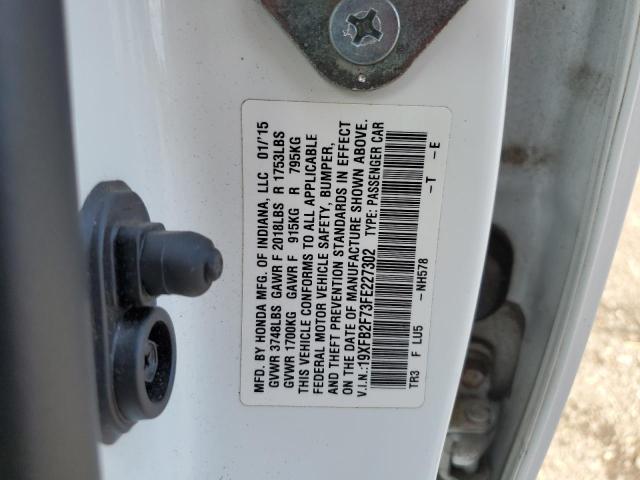 MFD. BY HONDA MFG. OF INDIANA, LLC 01/'15
GVWR 3748LBS GAWR F 2018LBS R 1753LBS
GVWR 1700KG GAWR F 915KG R 795KG
THIS VEHICLE CONFORMS TO ALL APPLICABLE
FEDERAL MOTOR VEHICLE SAFETY, BUMPER,
AND THEFT PREVENTION STANDARDS IN EFFECT
ON THE DATE OF MANUFACTURE SHOWN ABOVE.
V.I.N.:19XFB2F73FE227302 TYPE: PASSENGER CAR
TR3 F LU5 -NH578 -T -E